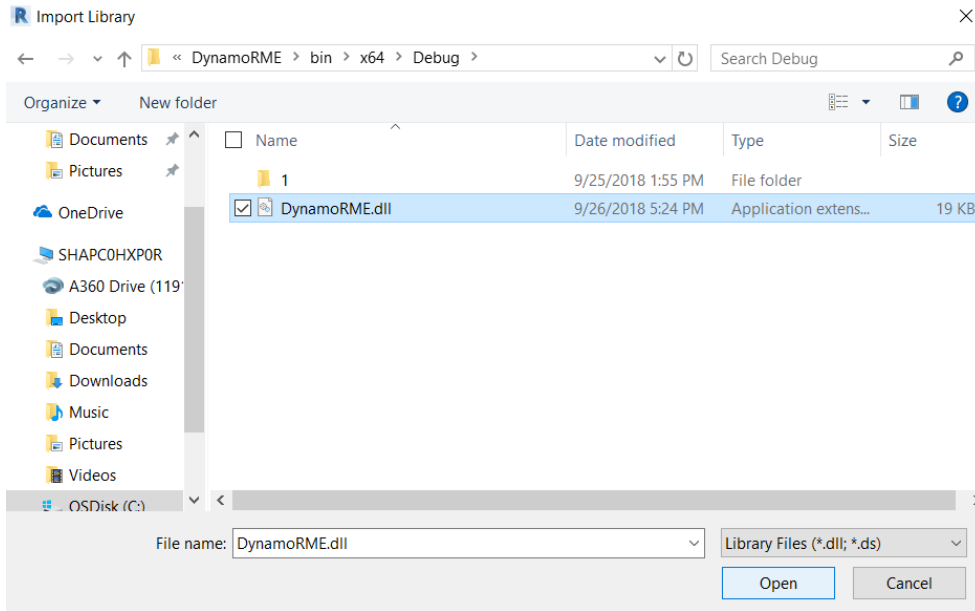 R Import Library
« DynamoRME > bin > x64 > Debug >
Search Debug
Organize
New folder
?
Name
Date modified
Type
Size
1
9/25/2018 1:55 PM
File folder
DynamoRME.dll
9/26/2018 5:24 PM
Application extens...
19 KB
Documents
Pictures
OneDrive
SHAPC0HXP0R
A360 Drive (119
Desktop
Documents
Downloads
Music
Pictures
Videos
OSDisk (C:)
File name: DynamoRME.dll
Library Files (*.dll; *.ds)
Open
Cancel